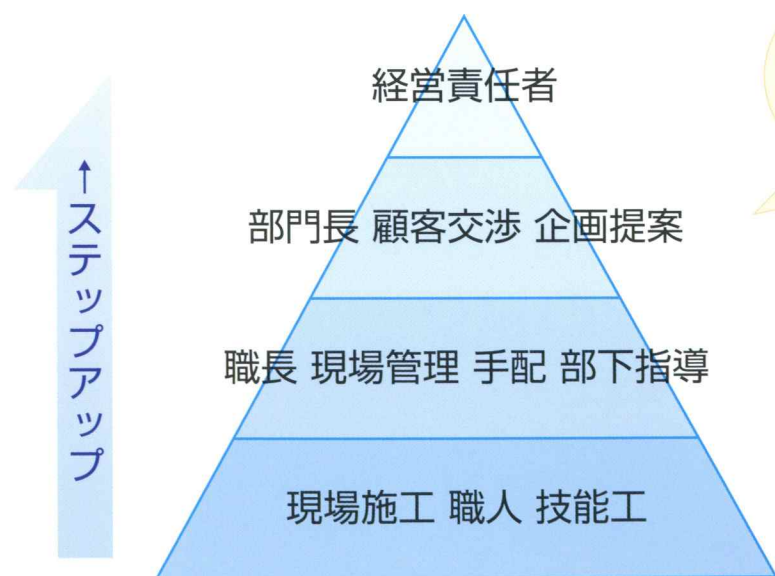 経営責任者
部門長 顧客交渉 企画提案
職長 現場管理 手配 部下指導
現場施工 職人 技能工
↑ステップアップ